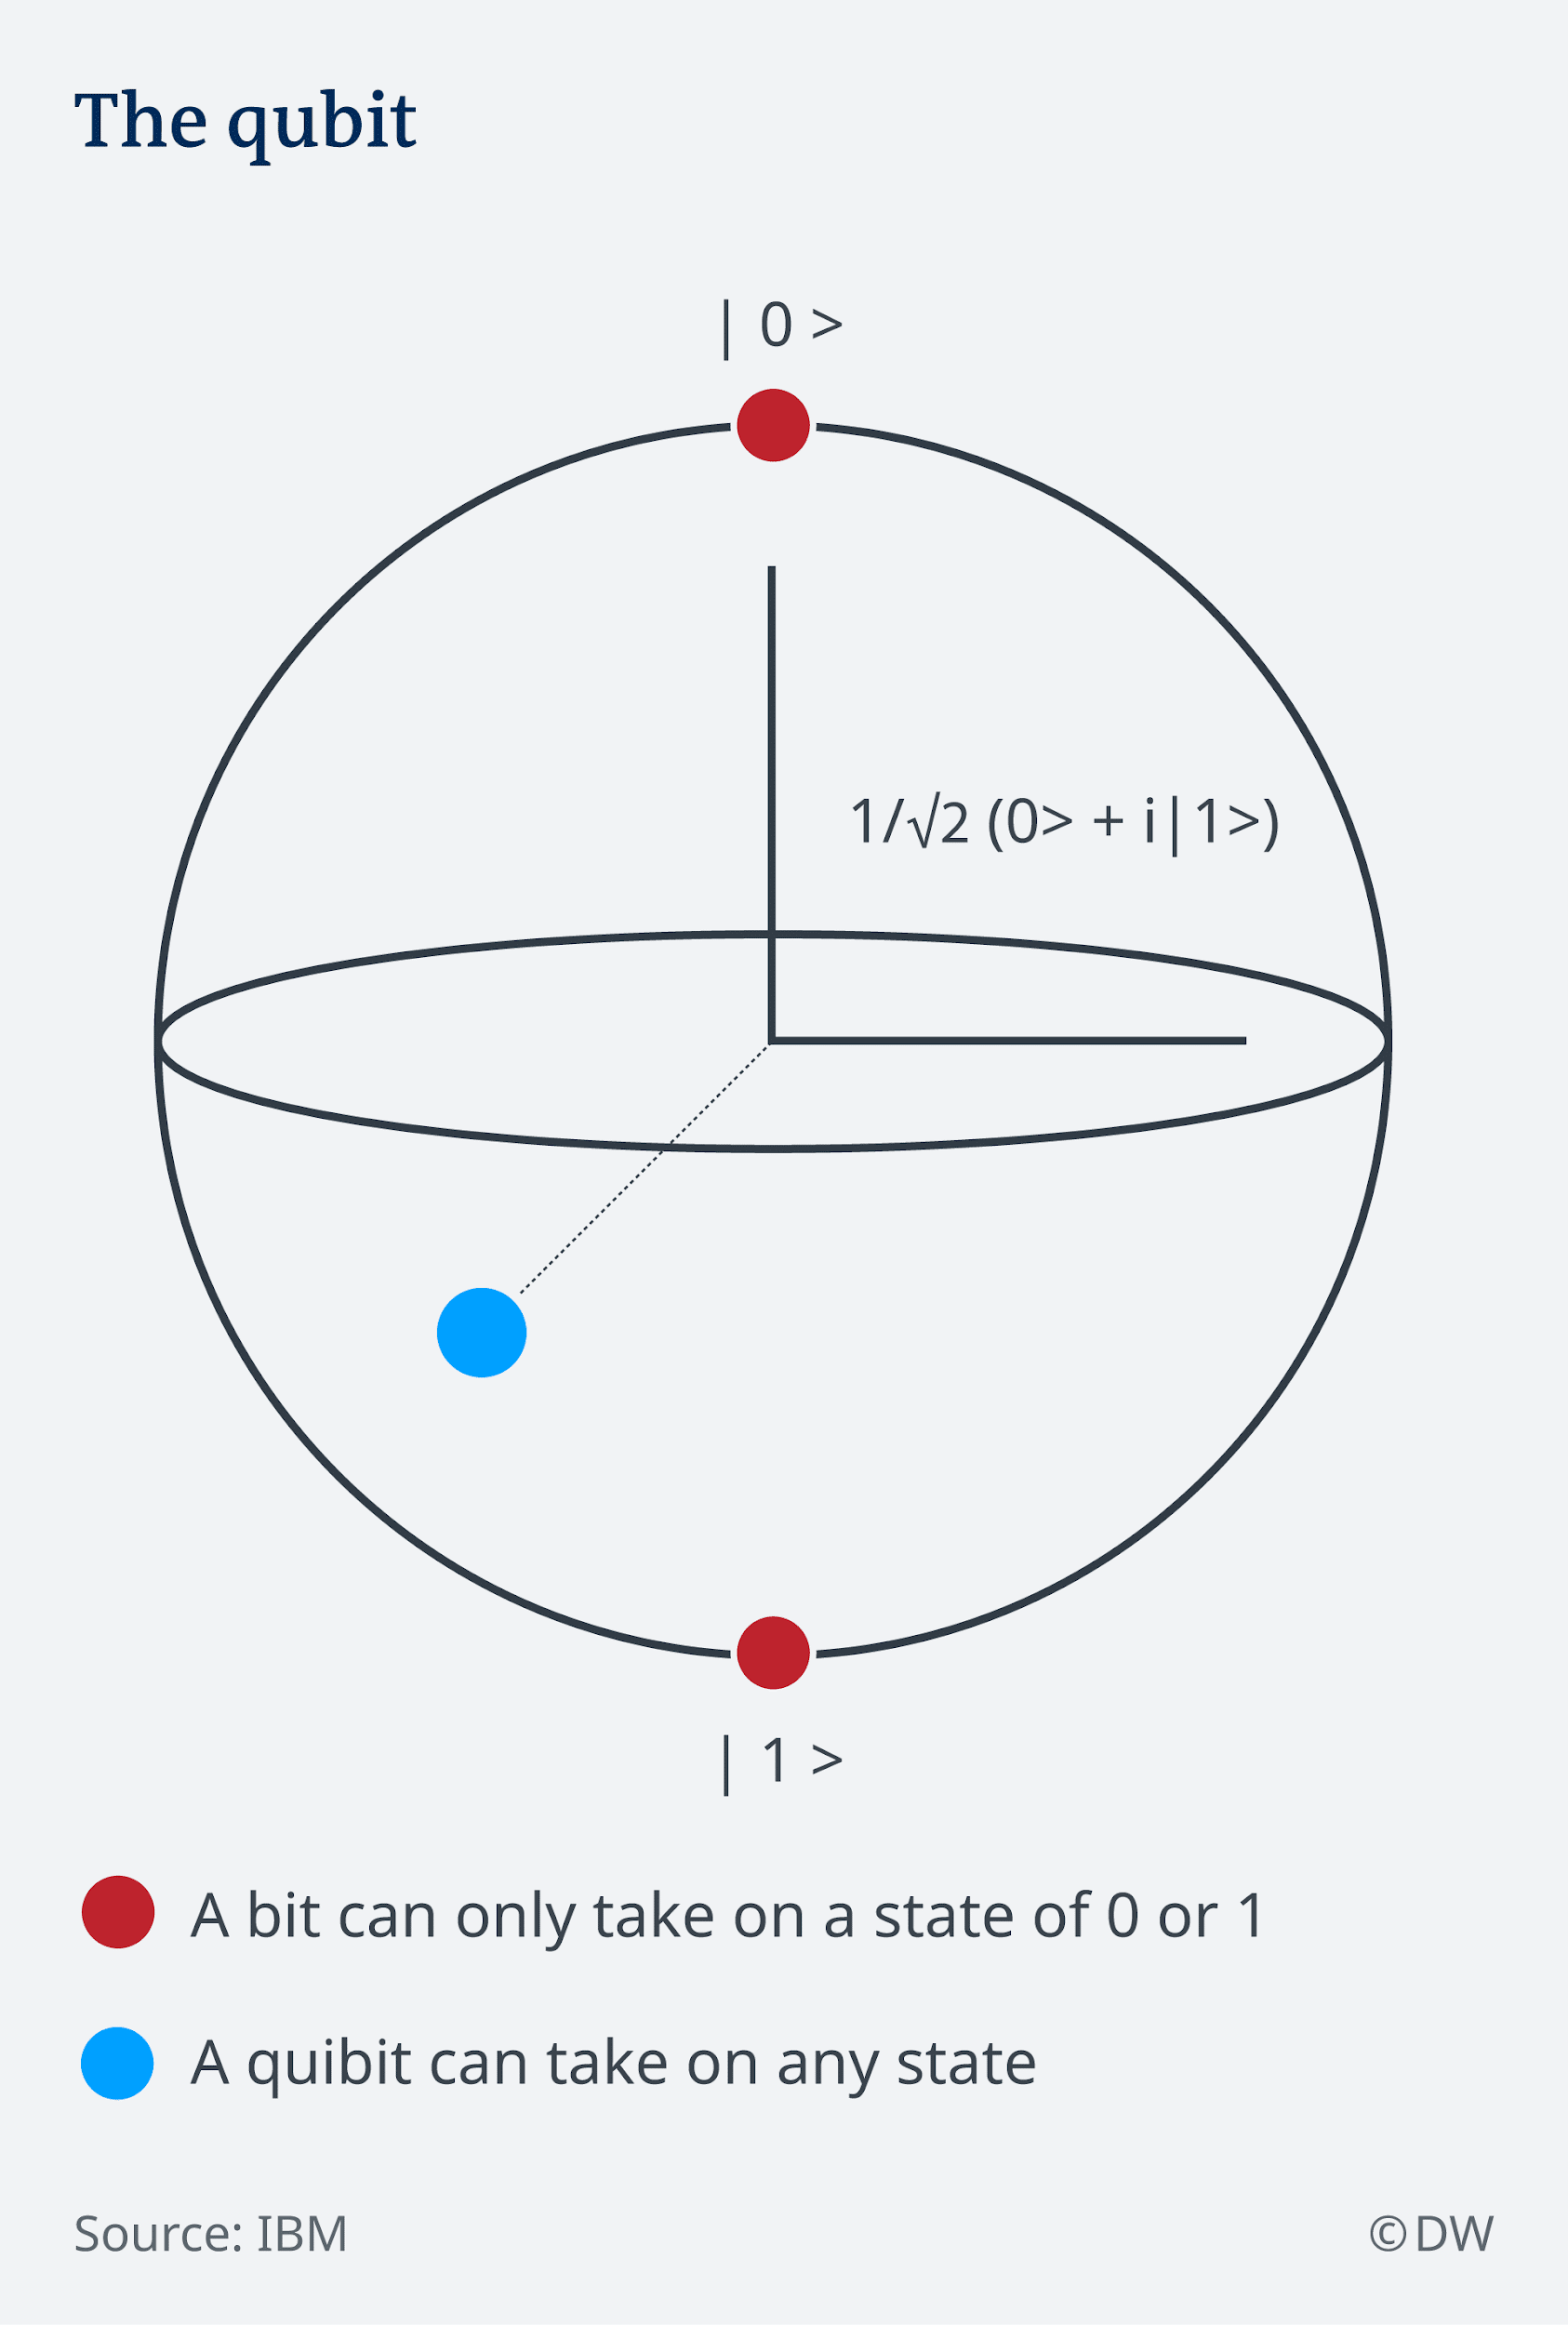 The qubit
| 0 >
1/√2 (0> + i|1>)
| 1 >
A bit can only take on a state of 0 or 1
A quibit can take on any state
Source: IBM
© DW